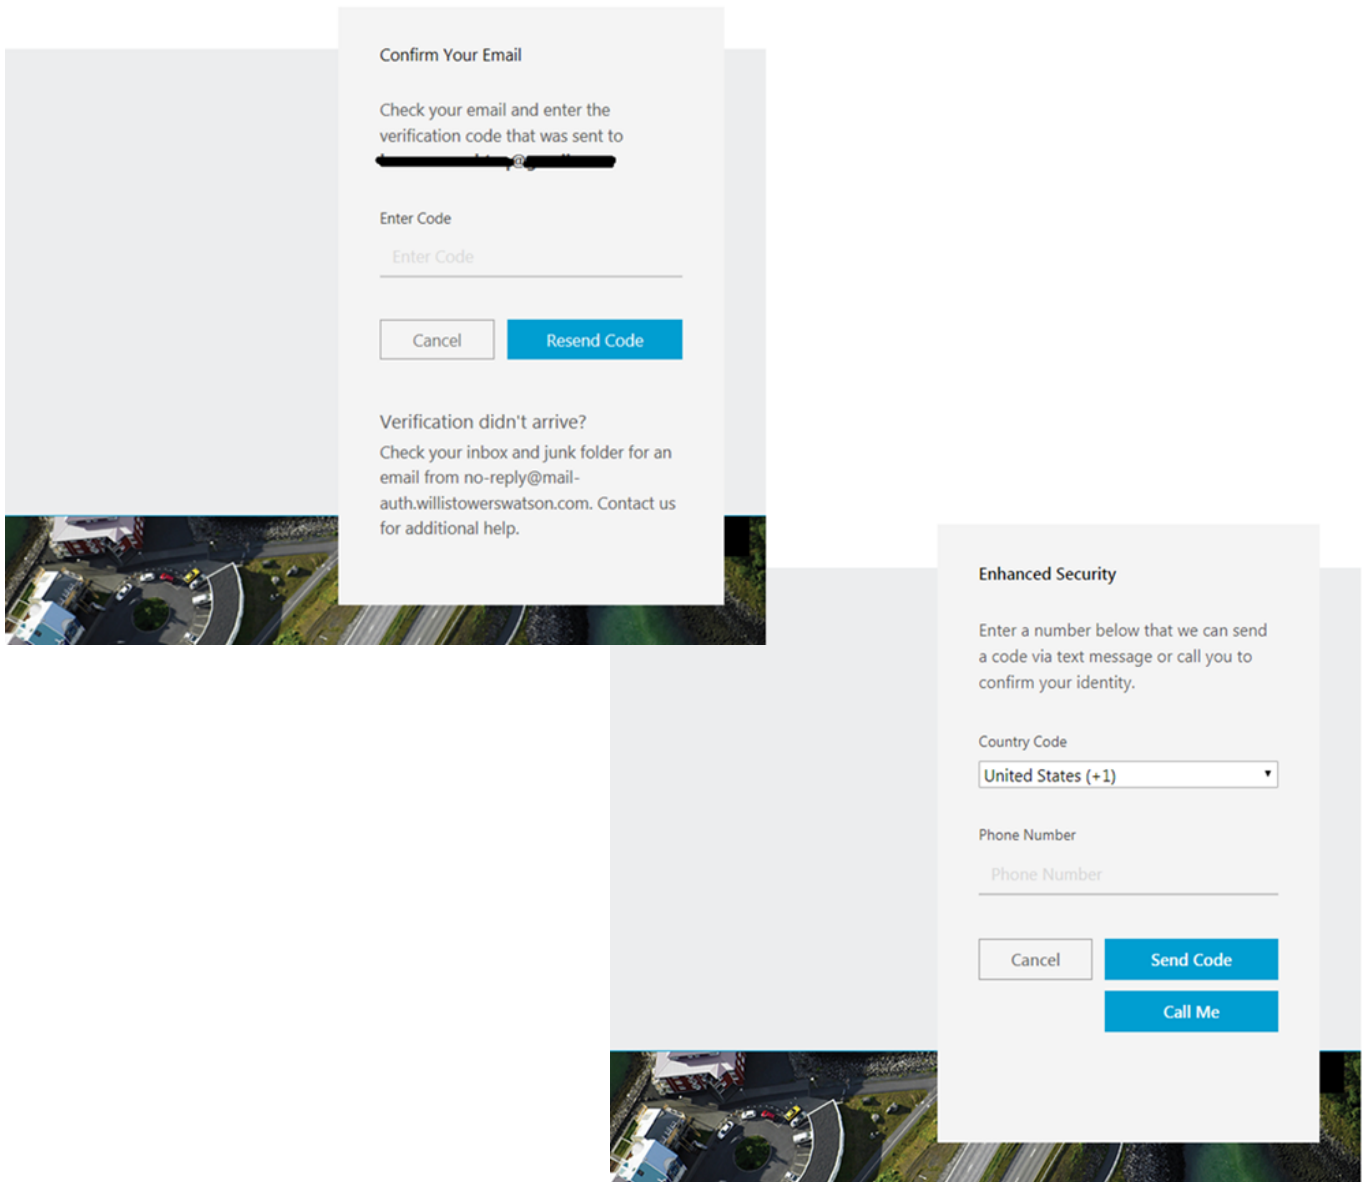 Confirm Your Email
Check your email and enter the
verification code that was sent to
@
Enter Code
Enter Code
Cancel
Resend Code
Verification didn't arrive?
Check your inbox and junk folder for an
email from no-reply@mail-
auth.willistowerswatson.com. Contact us
for additional help.
Enhanced Security
Enter a number below that we can send
a code via text message or call you to
confirm your identity.
Country Code
United States (+1)
Phone Number
Phone Number
Cancel
Send Code
Call Me